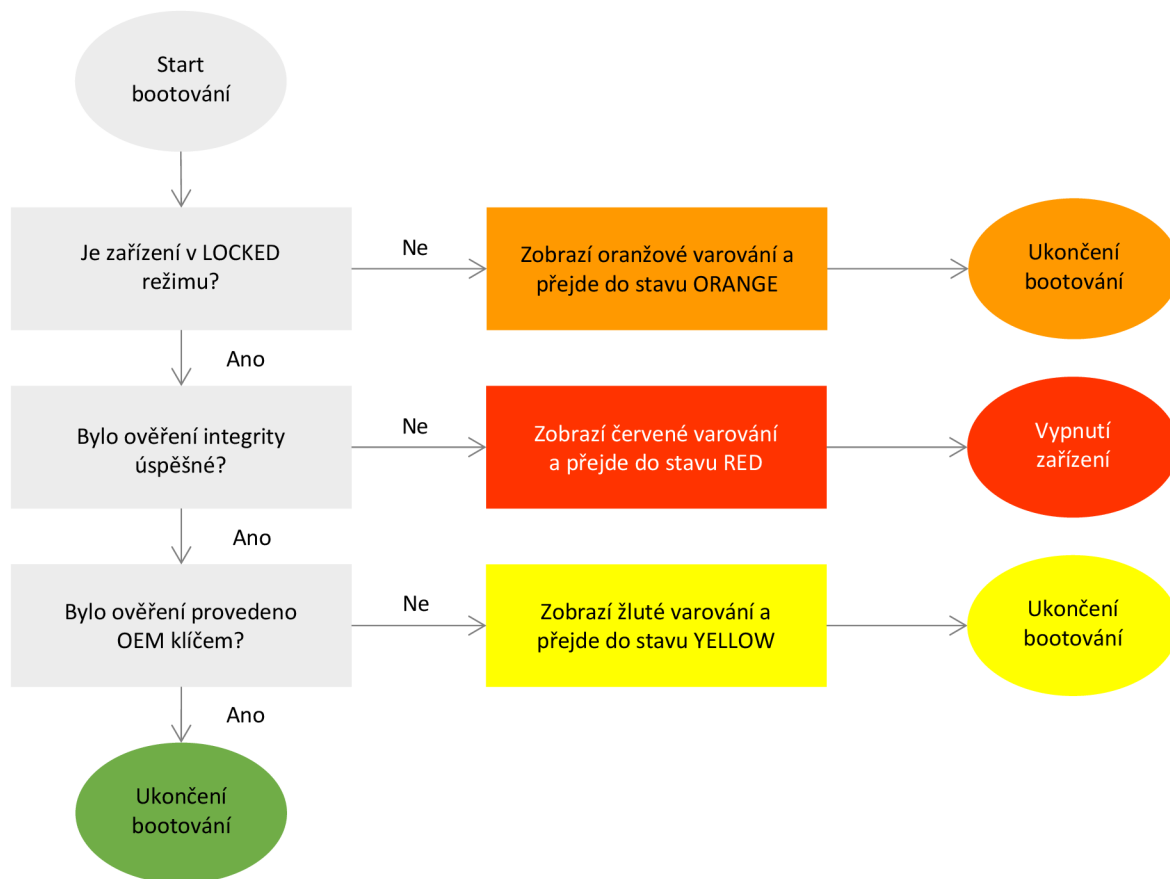 Start
bootování
Je zařízení v LOCKED
režimu?
Ne
Zobrazí oranžové varování a
přejde do stavu ORANGE
Ukončení
bootování
Ano
Bylo ověření integrity
úspěšné?
Ne
Zobrazí červené varování
a přejde do stavu RED
Vypnutí
zařízení
Ano
Bylo ověření provedeno
OEM klíčem?
Ne
Zobrazí žluté varování a
přejde do stavu YELLOW
Ukončení
bootování
Ano
Ukončení
bootování